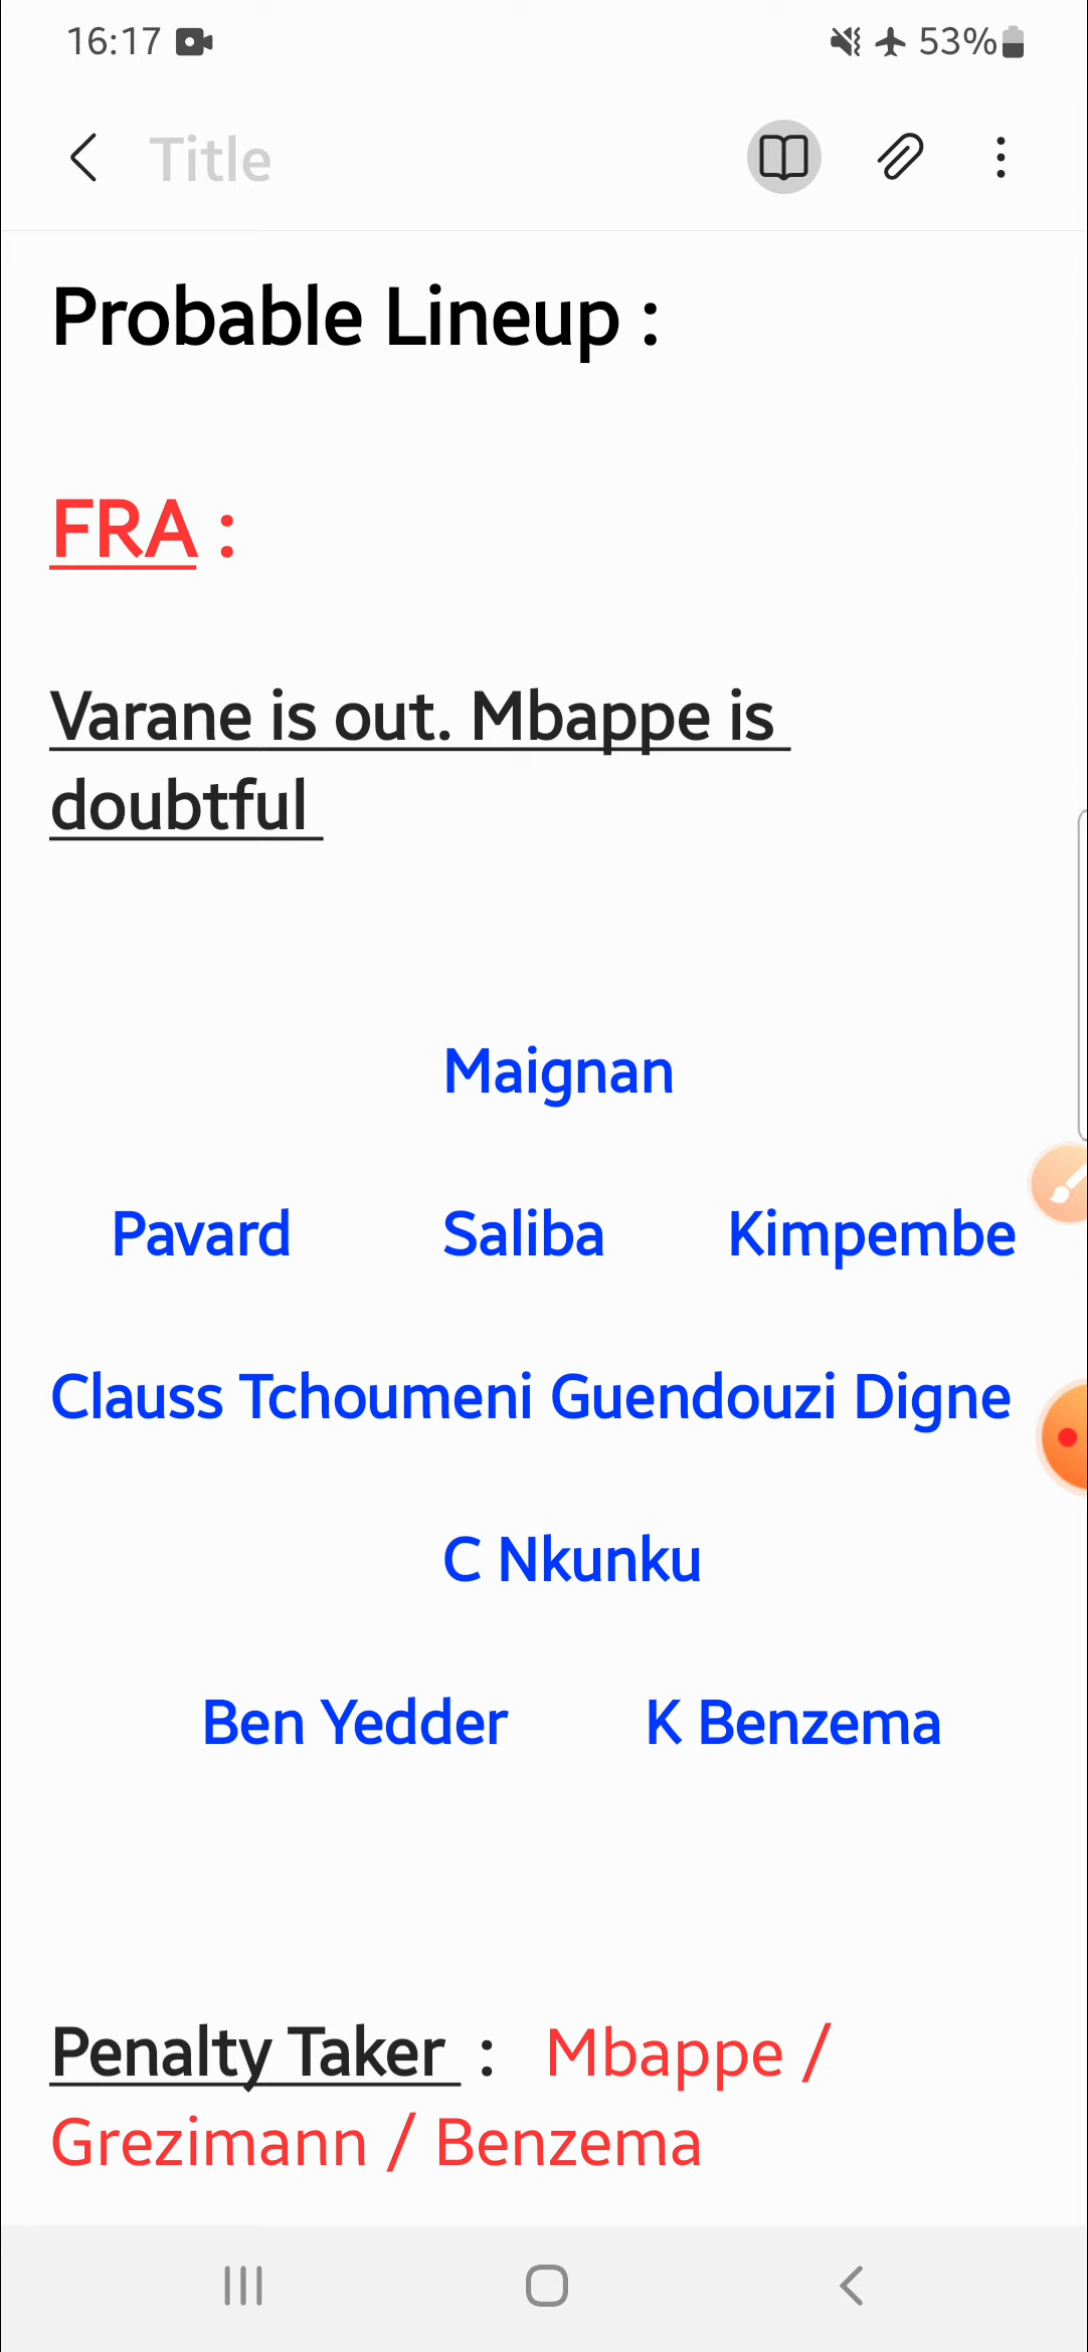 16:17 53%
Title
Probable Lineup :
FRA :
Varane is out. Mbappe is
doubtful
Maignan
Pavard Saliba Kimpembe
Clauss Tchoumeni Guendouzi Digne
C Nkunku
Ben Yedder K Benzema
Penalty Taker : Mbappe /
Grezimann / Benzema